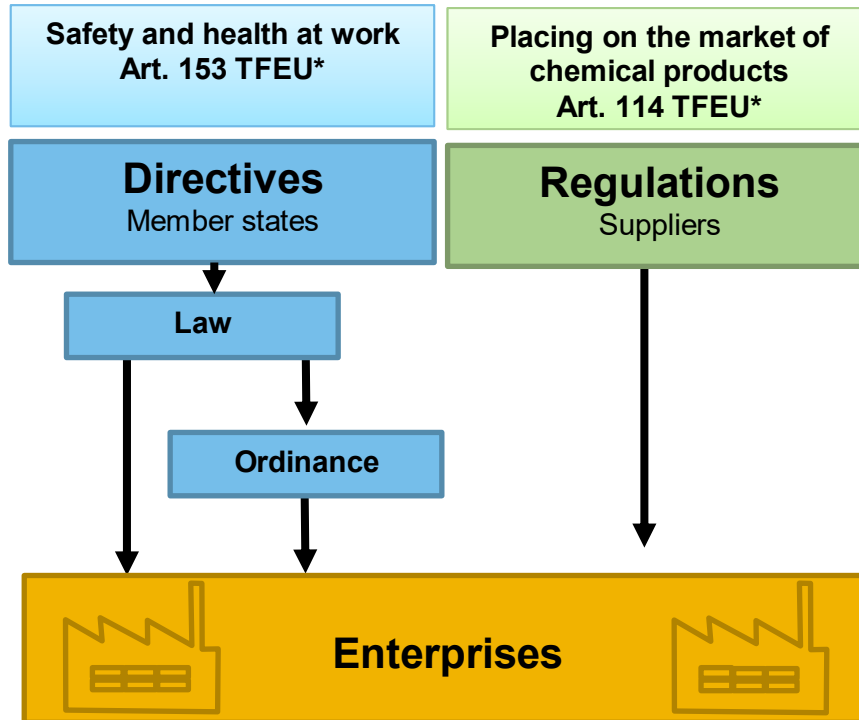 Safety and health at work
Art. 153 TFEU*
Placing on the market of
chemical products
Art. 114 TFEU*
Directives
Member states
Regulations
Suppliers
Law
Ordinance
Enterprises